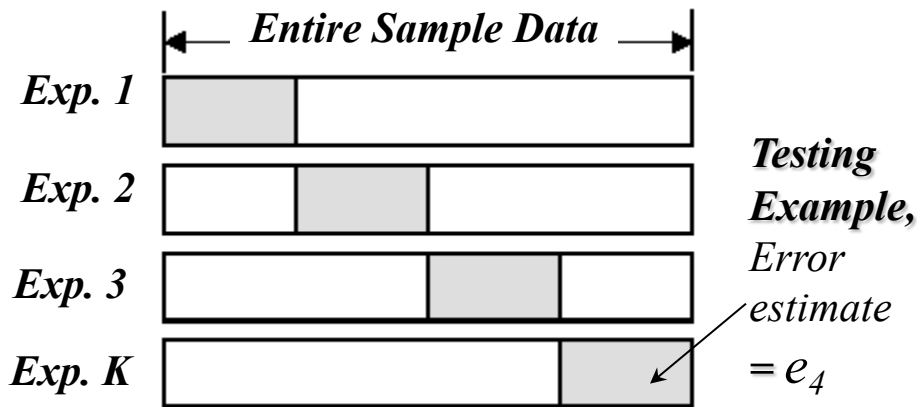 Entire Sample Data
Exp. 1
Exp. 2
Exp. 3
Exp. K
Testing
Example,
Error
estimate
= e₄